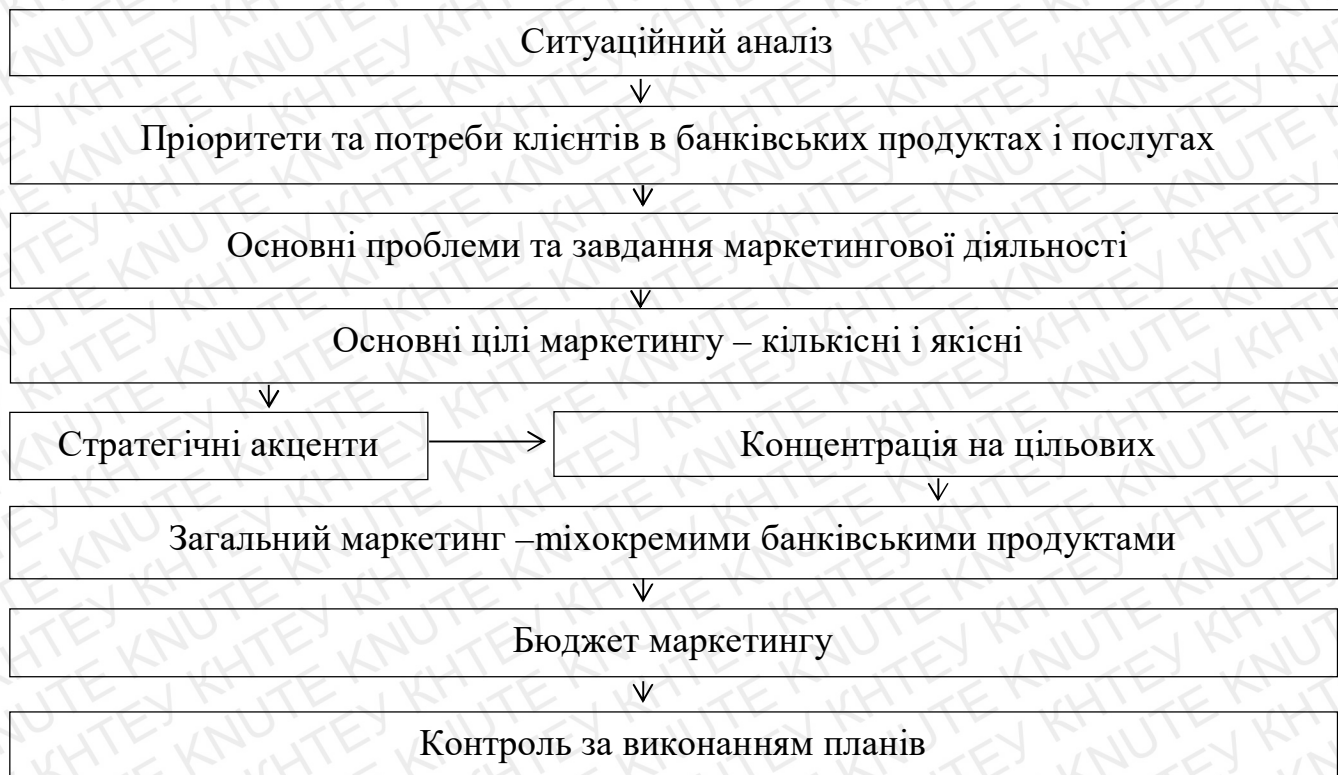 Ситуаційний аналіз
Пріоритети та потреби клієнтів в банківських продуктах і послугах
Основні проблеми та завдання маркетингової діяльності
Основні цілі маркетингу – кількісні і якісні
Стратегічні акценти
Концентрація на цільових
Загальний маркетинг –mixокремими банківськими продуктами
Бюджет маркетингу
Контроль за виконанням планів